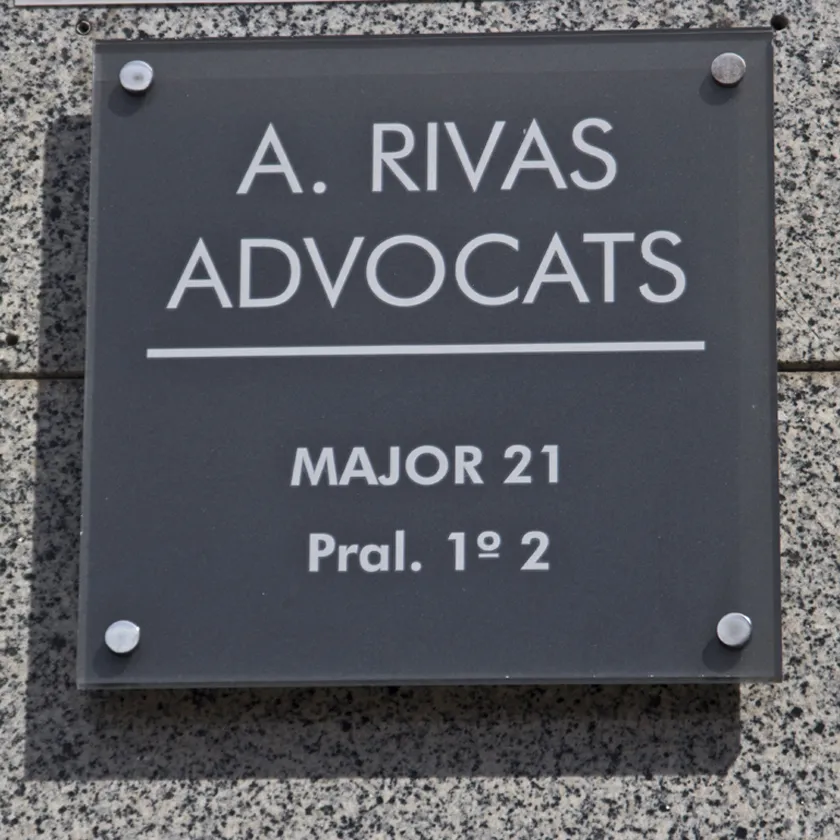 A. RIVAS
ADVOCATS
MAJOR 21
Pral. 1º 2